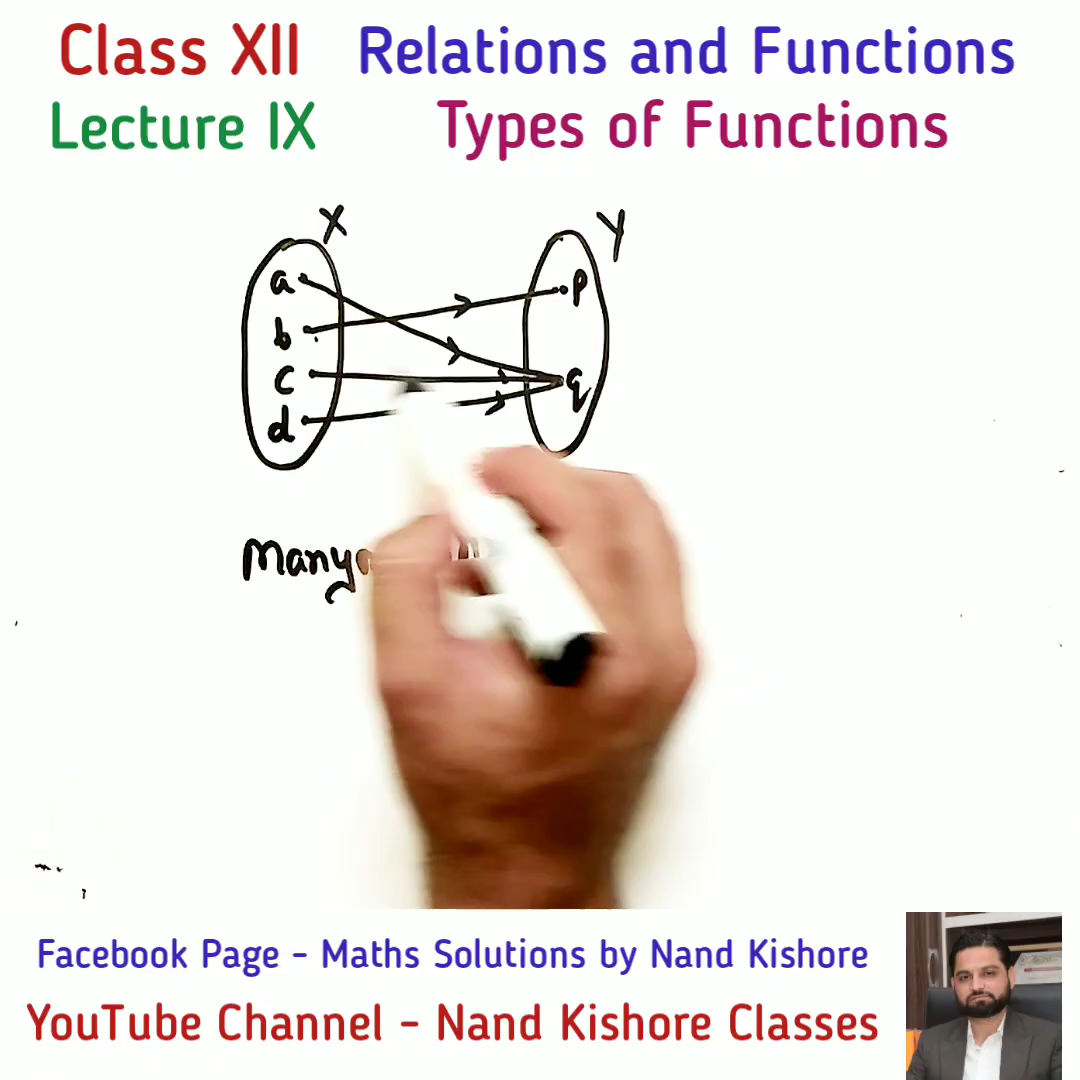 Class XII Relations and Functions
Lecture IX Types of Functions
X Y
a p
b
c q
d
Many
Facebook Page - Maths Solutions by Nand Kishore
YouTube Channel - Nand Kishore Classes